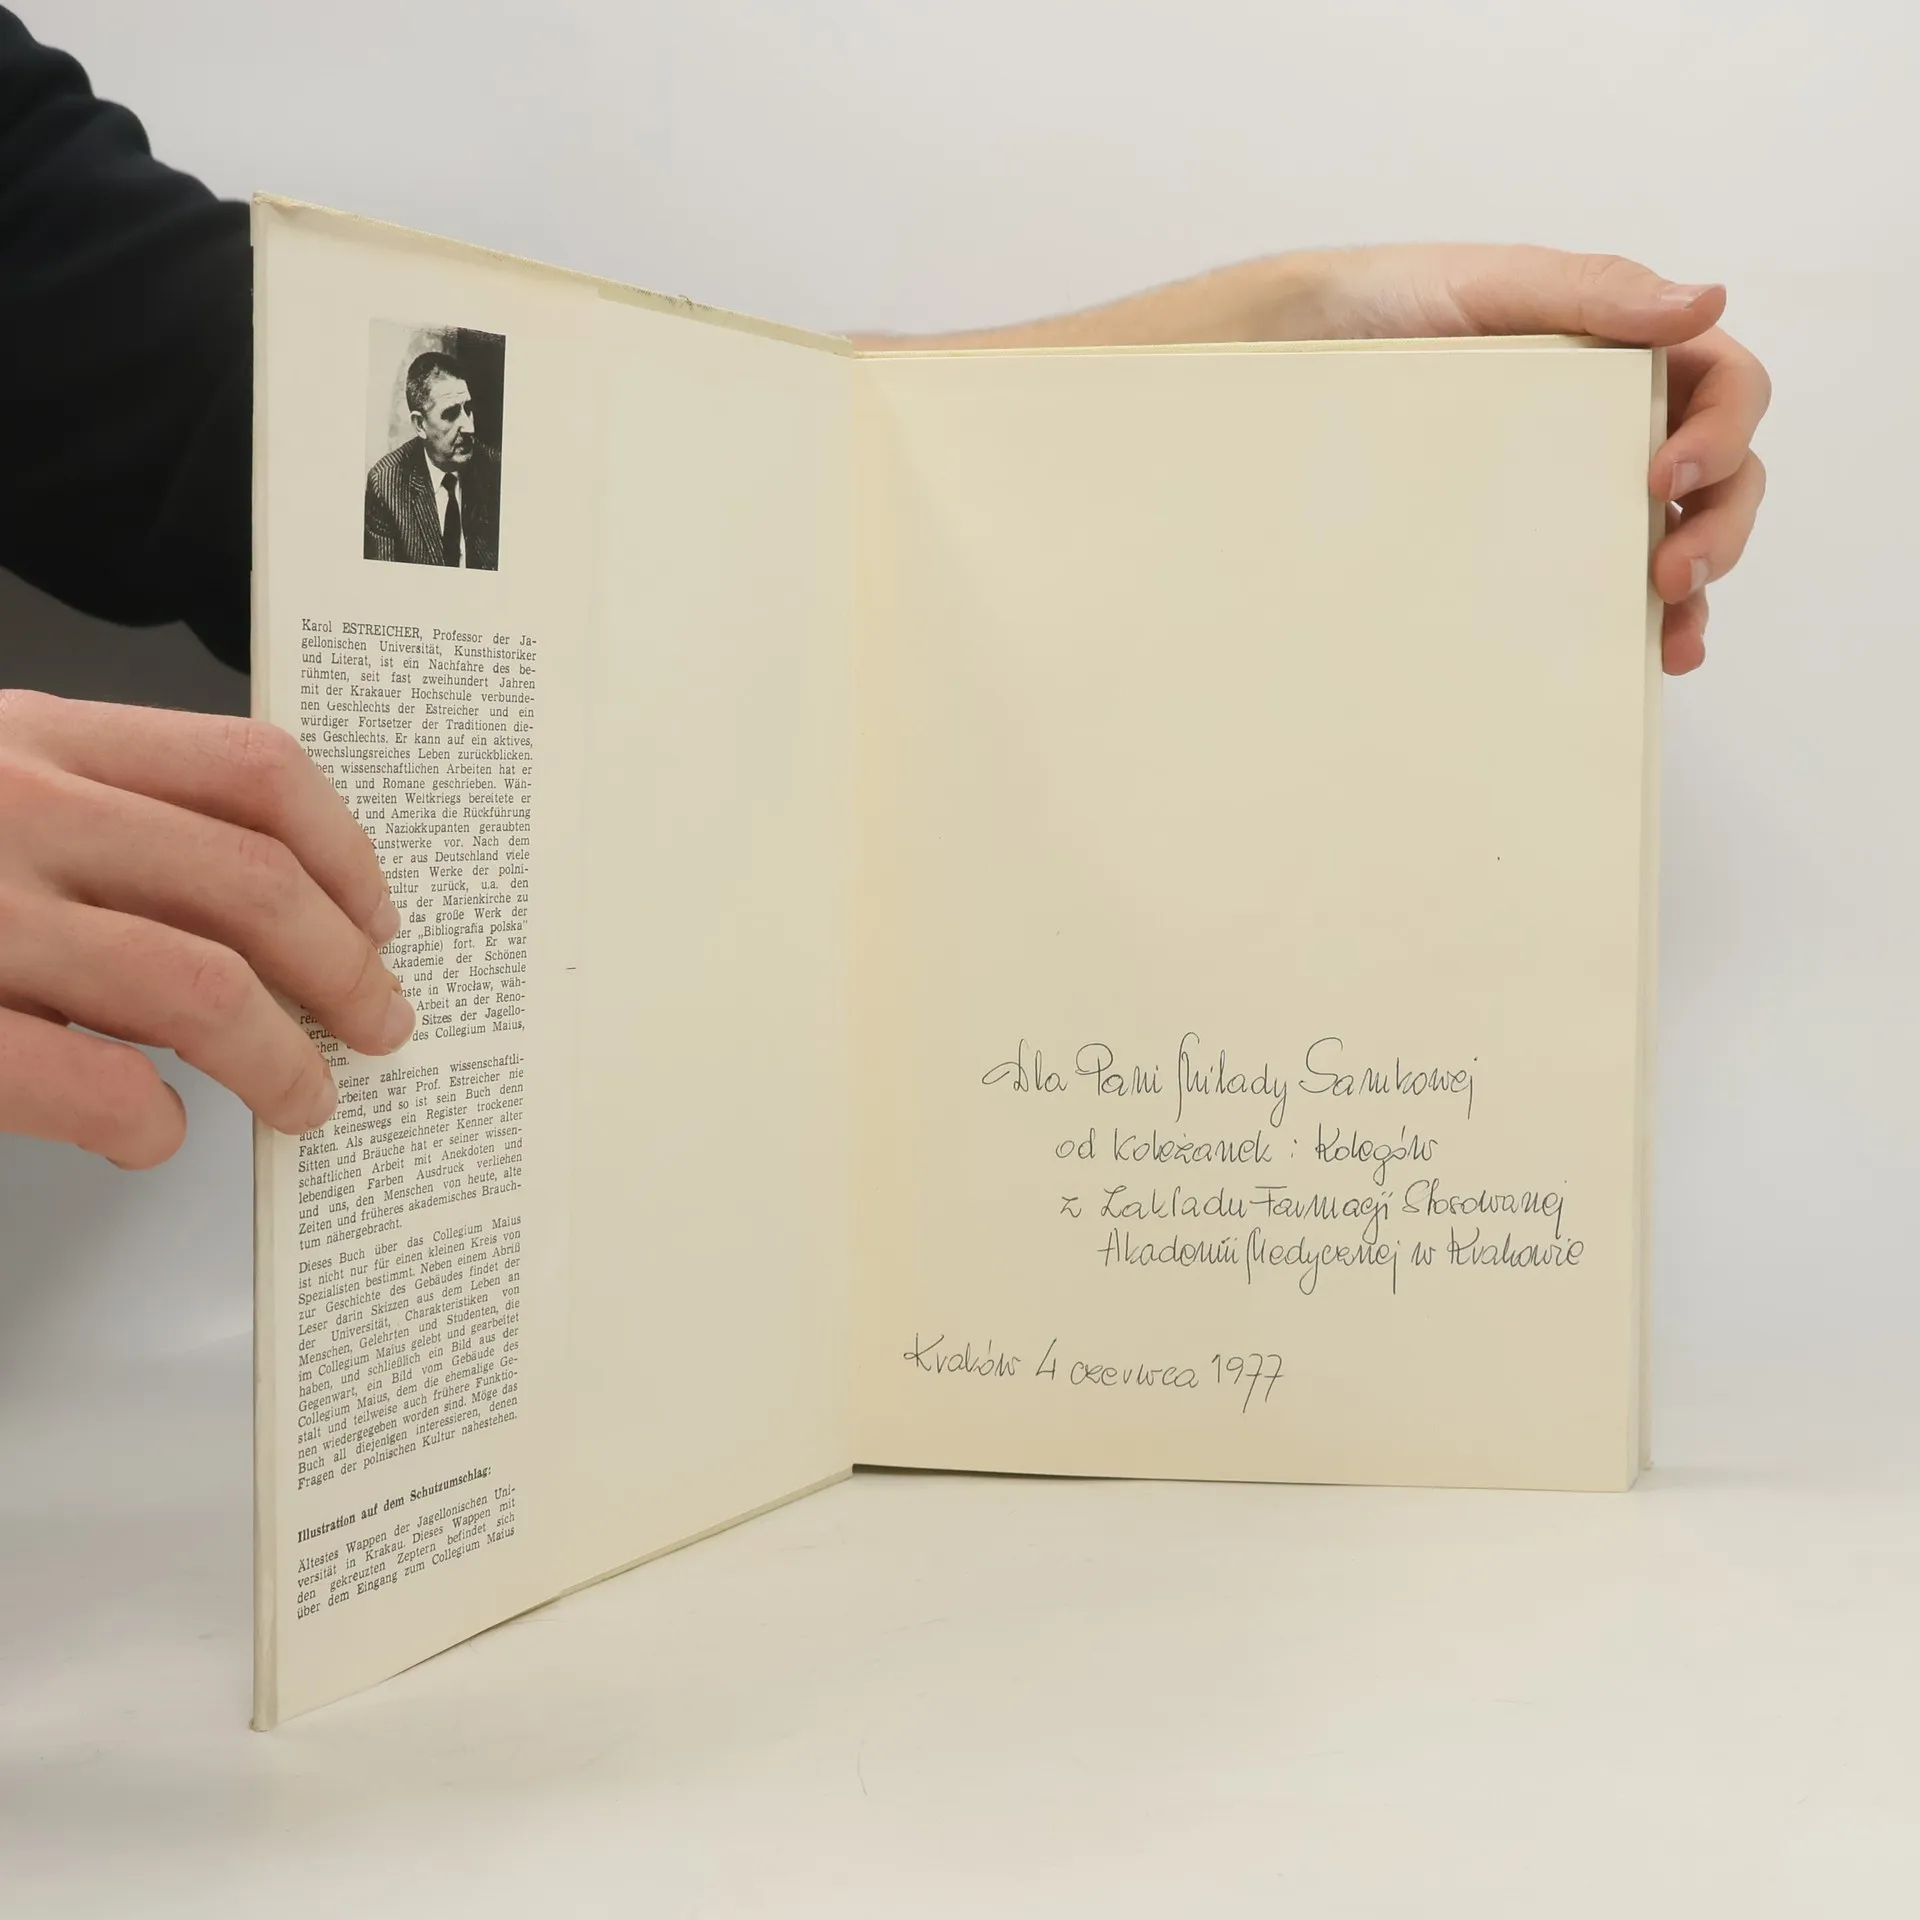 Karol ESTREICHER, Professor der Ja-
gellonischen Universität, Kunsthistoriker
und Literat, ist ein Nachfahre des be-
rühmten, seit fast zweihundert Jahren
mit der Krakauer Hochschule verbunde-
nen Geschlechts der Estreicher und ein
würdiger Fortsetzer der Traditionen die-
ses Geschlechts. Er kann auf ein aktives,
bwechslungsreiches Leben zurückblicken.
ben wissenschaftlichen Arbeiten hat er
llen und Romane geschrieben. Wäh-
es zweiten Weltkriegs bereitete er
d und Amerika die Rückführung
en Naziokkupanten geraubten
Kunstwerke vor. Nach dem
te er aus Deutschland viele
ndsten Werke der polni-
kultur zurück, u.a. den
aus der Marienkirche zu
das große Werk der
der „Bibliografia polska"
bliographie) fort. Er war
Akademie der Schönen
u und der Hochschule
nste in Wrocław, wäh-
Arbeit an der Reno-
Sitzes der Jagello-
chen des Collegium Maius,
hm.
seiner zahlreichen wissenschaftli-
Arbeiten war Prof. Estreicher nie
remd, und so ist sein Buch denn
auch keineswegs ein Register trockener
Fakten. Als ausgezeichneter Kenner alter
Sitten und Bräuche hat er seiner wissen-
schaftlichen Arbeit mit Anekdoten und
lebendigen Farben Ausdruck verliehen
und uns, den Menschen von heute, alte
Zeiten und früheres akademisches Brauch-
tum nähergebracht.
Dieses Buch über das Collegium Maius
ist nicht nur für einen kleinen Kreis von
Spezialisten bestimmt. Neben einem Abriß
zur Geschichte des Gebäudes findet der
Leser darin Skizzen aus dem Leben an
der Universität, Charakteristiken von
Menschen, Gelehrten und Studenten, die
im Collegium Maius gelebt und gearbeitet
haben, und schließlich ein Bild aus der
Gegenwart, ein Bild vom Gebäude des
Collegium Maius, dem die ehemalige Ge-
stalt und teilweise auch frühere Funktio-
nen wiedergegeben worden sind. Möge das
Buch all diejenigen interessieren, denen
Fragen der polnischen Kultur nahestehen.
Illustration auf dem Schutzumschlag:
Ältestes Wappen der Jagellonischen Uni-
versität in Krakau. Dieses Wappen mit
den gekreuzten Zeptern befindet sich
über dem Eingang zum Collegium Maius
Dla Pani Milady Samkowej
od koleżanek i Kolegów
z Zakładu Farmacji Stosowanej
Akademii Medycznej w Krakowie
Kraków 4 czerwca 1977